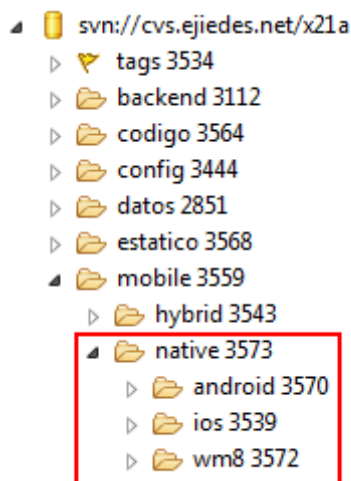 svn://cvs.ejiedes.net/x21a
tags 3534
backend 3112
codigo 3564
config 3444
datos 2851
estatico 3568
mobile 3559
hybrid 3543
native 3573
android 3570
ios 3539
wm8 3572